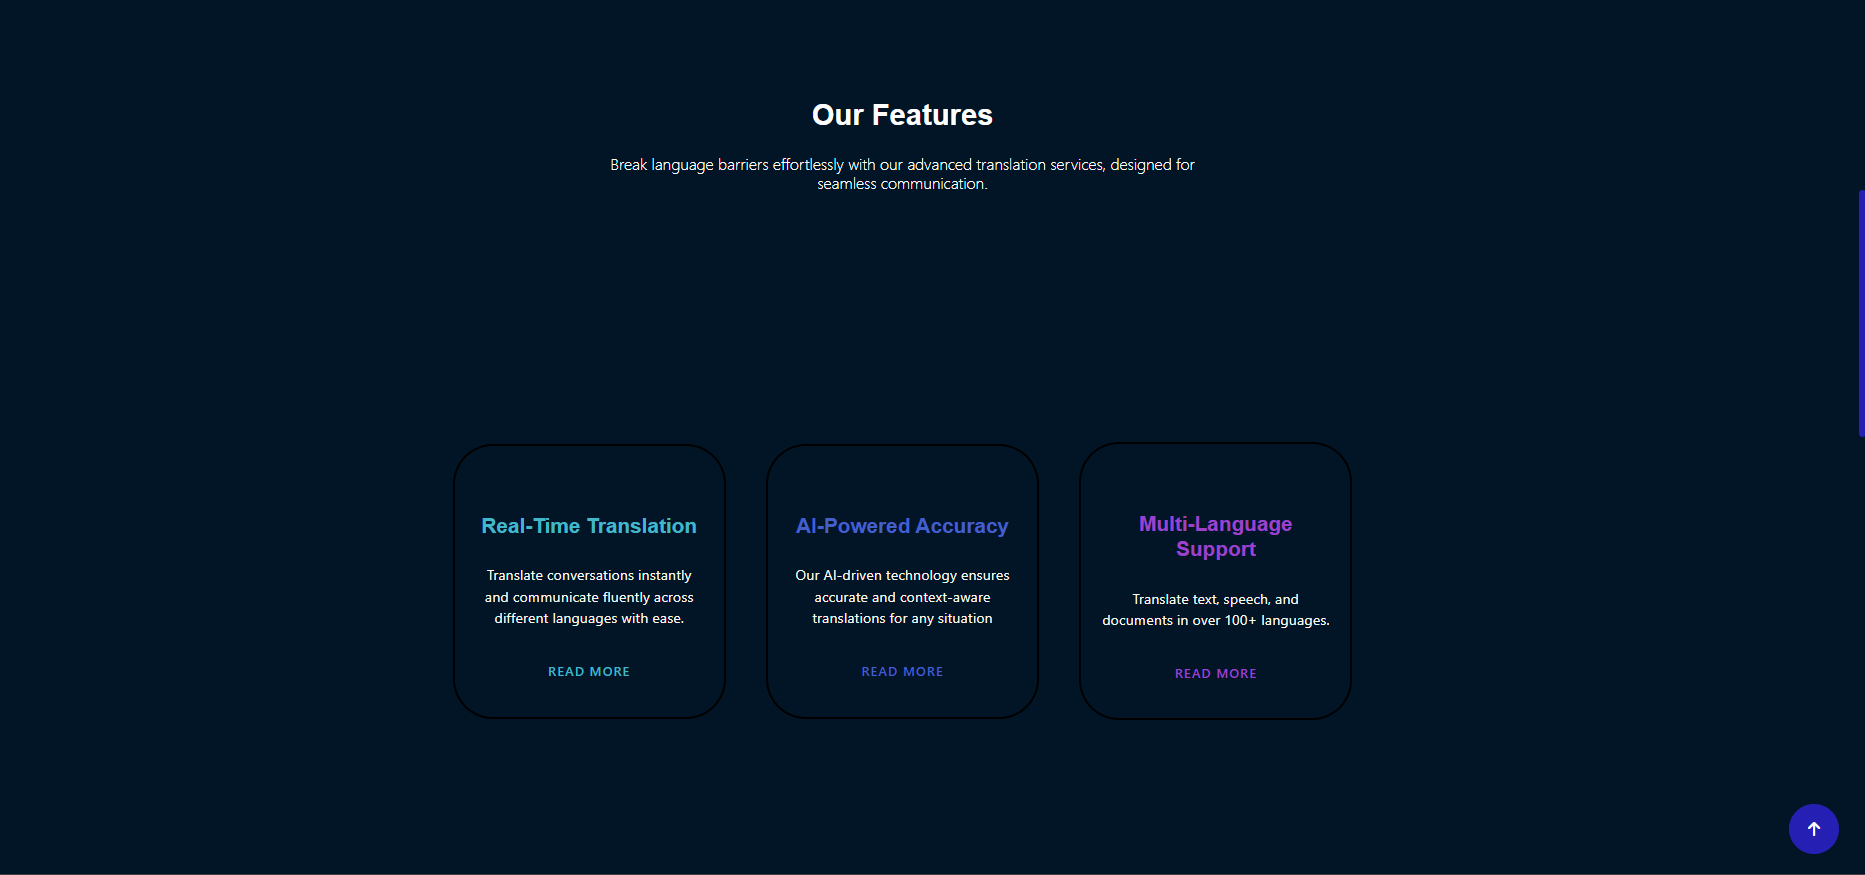 Our Features
Break language barriers effortlessly with our advanced translation services, designed for
seamless communication.
Real-Time Translation
Translate conversations instantly
and communicate fluently across
different languages with ease.
READ MORE
AI-Powered Accuracy
Our AI-driven technology ensures
accurate and context-aware
translations for any situation
READ MORE
Multi-Language
Support
Translate text, speech, and
documents in over 100+ languages.
READ MORE